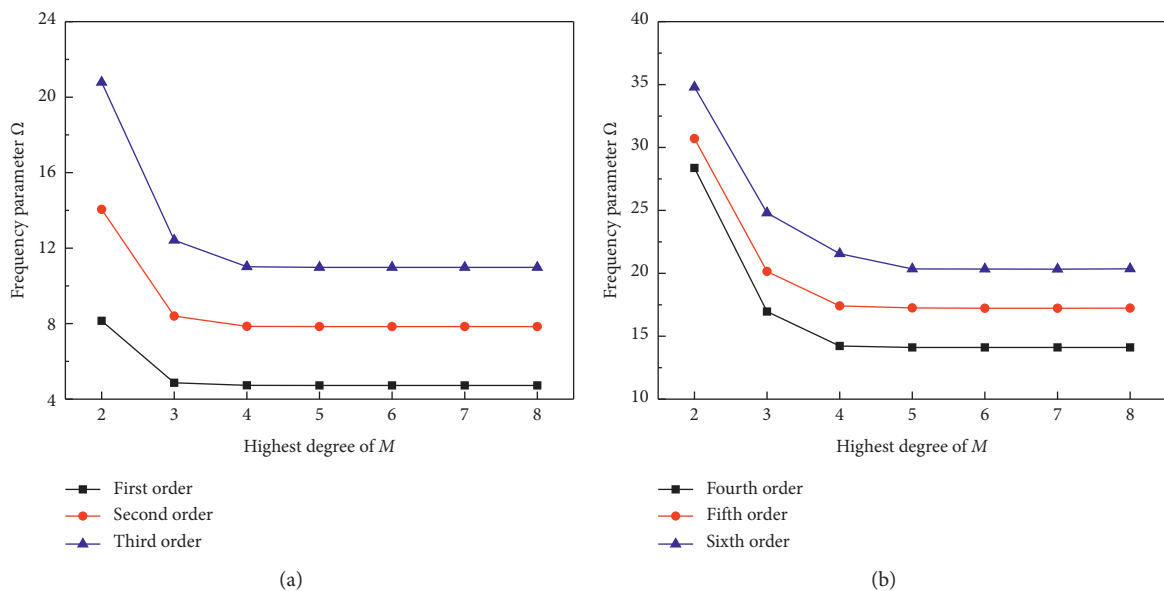 24
20
16
12
8
4
Frequency parameter Ω
2 3 4 5 6 7 8
Highest degree of M
First order
Second order
Third order
(a)
40
35
30
25
20
15
10
Frequency parameter Ω
2 3 4 5 6 7 8
Highest degree of M
Fourth order
Fifth order
Sixth order
(b)